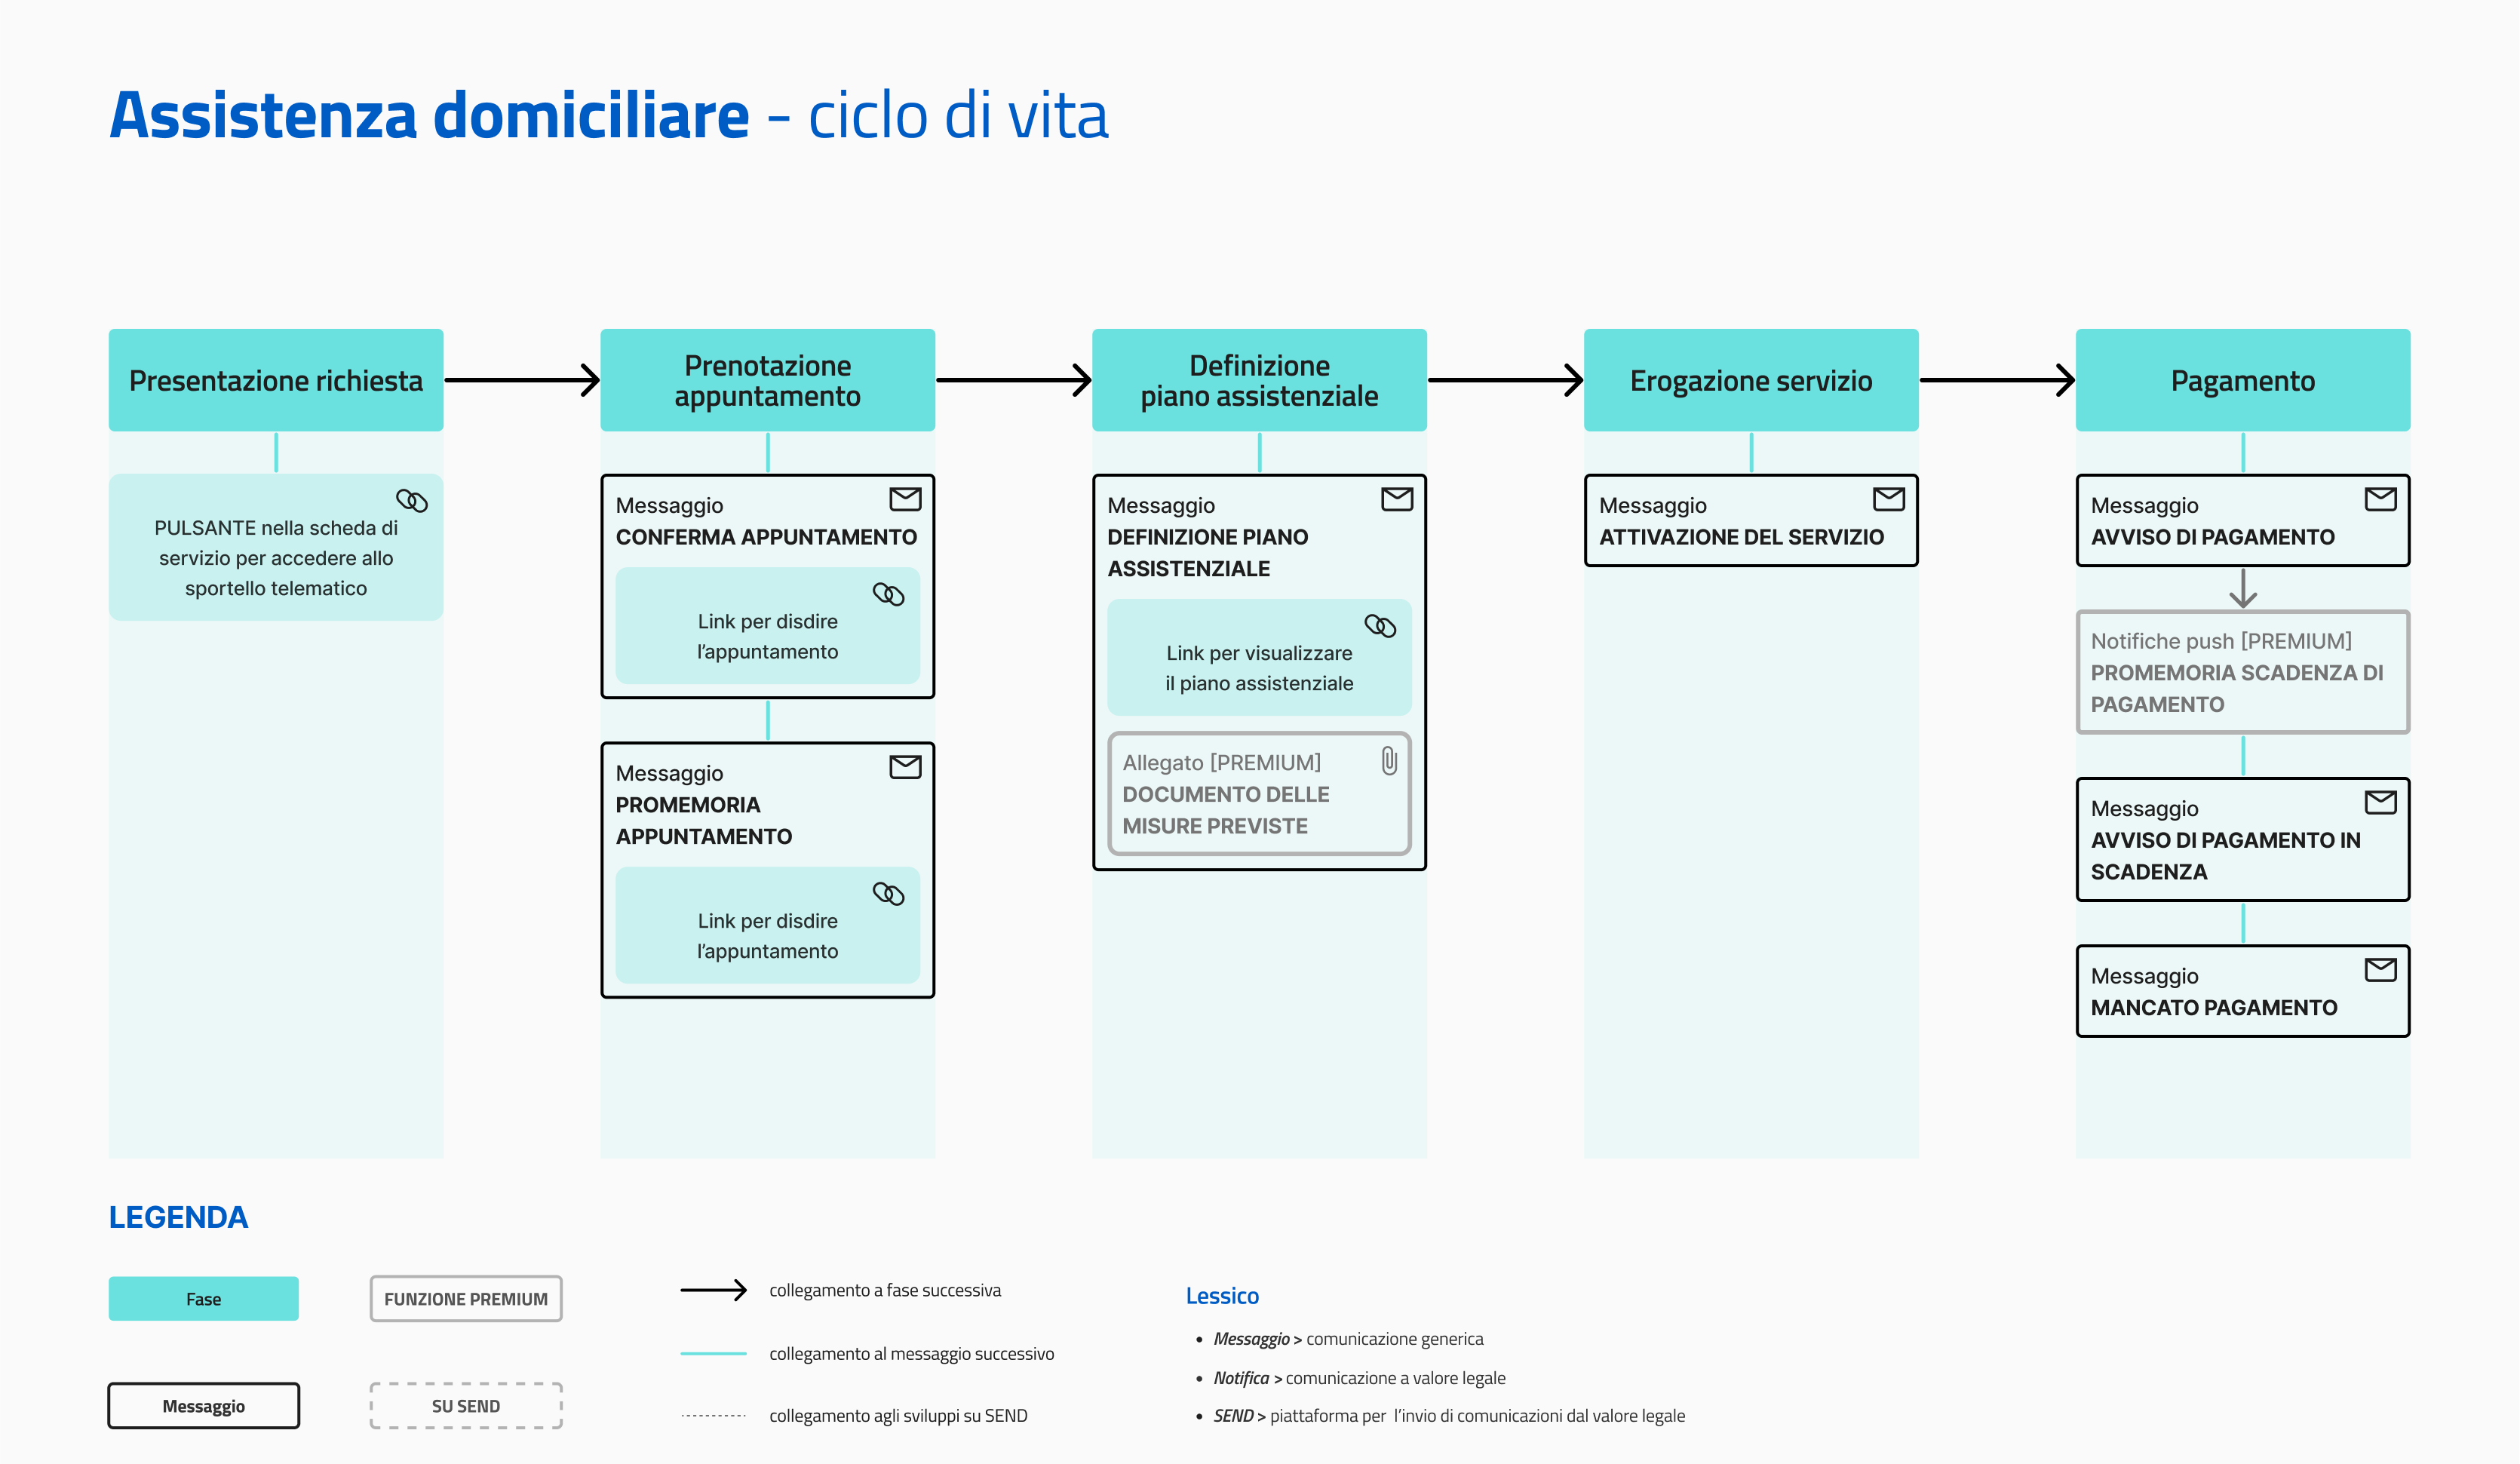 Assistenza domiciliare - ciclo di vita
Presentazione richiesta
PULSANTE nella scheda di
servizio per accedere allo
sportello telematico
Prenotazione
appuntamento
Messaggio
CONFERMA APPUNTAMENTO
Link per disdire
l’appuntamento
Messaggio
PROMEMORIA
APPUNTAMENTO
Link per disdire
l’appuntamento
Definizione
piano assistenziale
Messaggio
DEFINIZIONE PIANO
ASSISTENZIALE
Link per visualizzare
il piano assistenziale
Allegato [PREMIUM]
DOCUMENTO DELLE
MISURE PREVISTE
Erogazione servizio
Messaggio
ATTIVAZIONE DEL SERVIZIO
Pagamento
Messaggio
AVVISO DI PAGAMENTO
Notifiche push [PREMIUM]
PROMEMORIA SCADENZA DI
PAGAMENTO
Messaggio
AVVISO DI PAGAMENTO IN
SCADENZA
Messaggio
MANCATO PAGAMENTO
LEGENDA
Fase
FUNZIONE PREMIUM
Messaggio
SU SEND
collegamento a fase successiva
collegamento al messaggio successivo
collegamento agli sviluppi su SEND
Lessico
• Messaggio > comunicazione generica
• Notifica > comunicazione a valore legale
• SEND > piattaforma per l’invio di comunicazioni dal valore legale